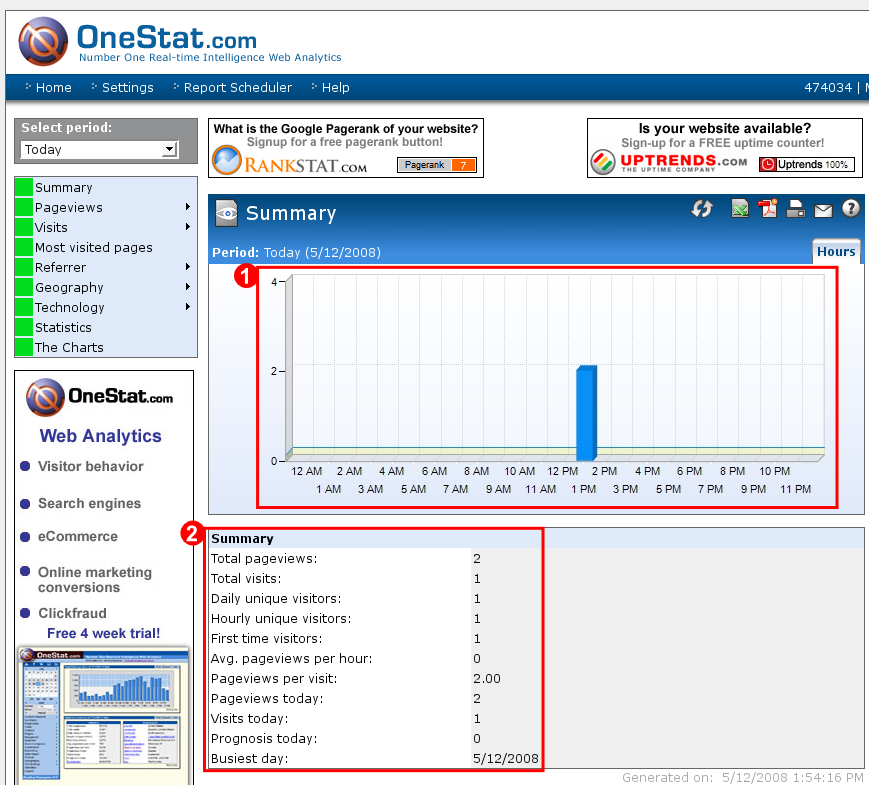 OneStat.com
Number One Real-time Intelligence Web Analytics
Home Settings Report Scheduler Help 474034 |
Select period:
Today
What is the Google Pagerank of your website?
Signup for a free pagerank button!
RANKSTAT.COM Pagerank 7
Is your website available?
Sign-up for a FREE uptime counter!
UPTRENDS.COM
THE UPTIME COMPANY
Uptrends 100%
Summary
Pageviews
Visits
Most visited pages
Referrer
Geography
Technology
Statistics
The Charts
Summary
Period: Today (5/12/2008)
Hours
1
4
2
0
12 AM 2 AM 4 AM 6 AM 8 AM 10 AM 12 PM 2 PM 4 PM 6 PM 8 PM 10 PM
1 AM 3 AM 5 AM 7 AM 9 AM 11 AM 1 PM 3 PM 5 PM 7 PM 9 PM 11 PM
OneStat.com
Web Analytics
Visitor behavior
Search engines
eCommerce
Online marketing
conversions
Clickfraud
Free 4 week trial!
OneStat.com
2
Summary
Total pageviews: 2
Total visits: 1
Daily unique visitors: 1
Hourly unique visitors: 1
First time visitors: 1
Avg. pageviews per hour: 0
Pageviews per visit: 2.00
Pageviews today: 2
Visits today: 1
Prognosis today: 0
Busiest day: 5/12/2008
Generated on: 5/12/2008 1:54:16 PM